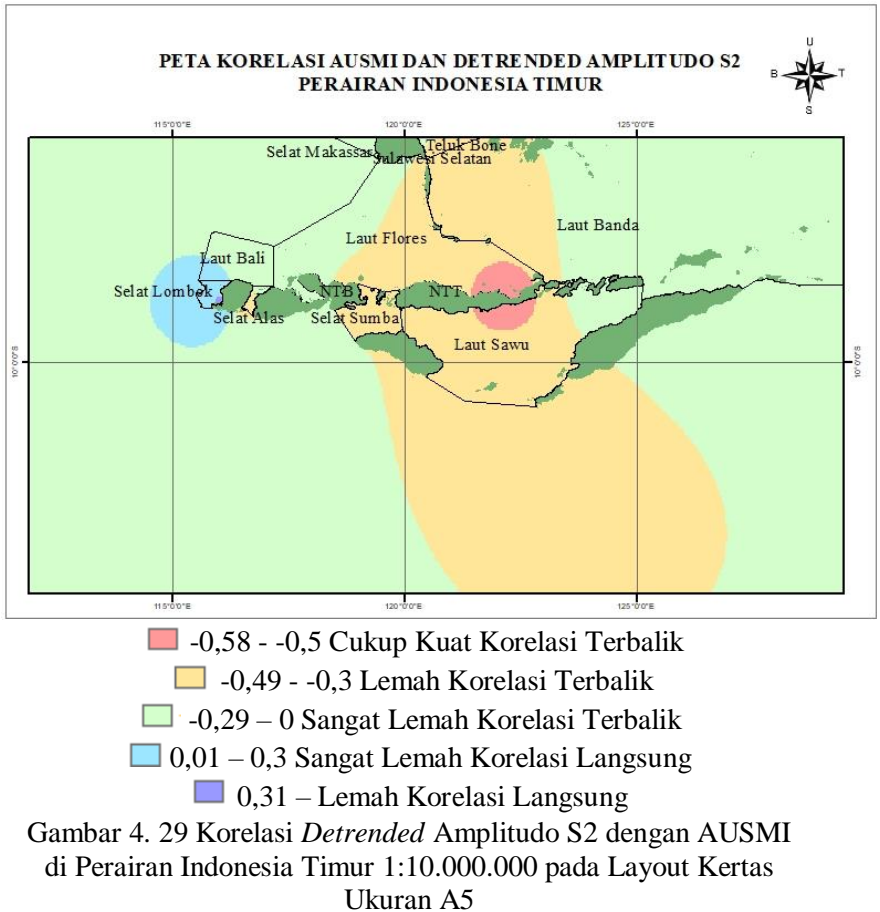 PETA KORELASI AUSMI DAN DETRENDED AMPLITUDO S2
PERAIRAN INDONESIA TIMUR
U
B
T
S
115°0'0"E
120°0'0"E
125°0'0"E
Selat Makassar
Teluk Bone
Sulawesi Selatan
Laut Banda
Laut Flores
Laut Bali
Selat Lombok
NTB
NTT
Selat Alas
Selat Sumba
Laut Sawu
10°0'0"S
10°0'0"S
115°0'0"E
120°0'0"E
125°0'0"E
-0,58 - -0,5 Cukup Kuat Korelasi Terbalik
-0,49 - -0,3 Lemah Korelasi Terbalik
-0,29 – 0 Sangat Lemah Korelasi Terbalik
0,01 – 0,3 Sangat Lemah Korelasi Langsung
0,31 – Lemah Korelasi Langsung
Gambar 4. 29 Korelasi Detrended Amplitudo S2 dengan AUSMI
di Perairan Indonesia Timur 1:10.000.000 pada Layout Kertas
Ukuran A5